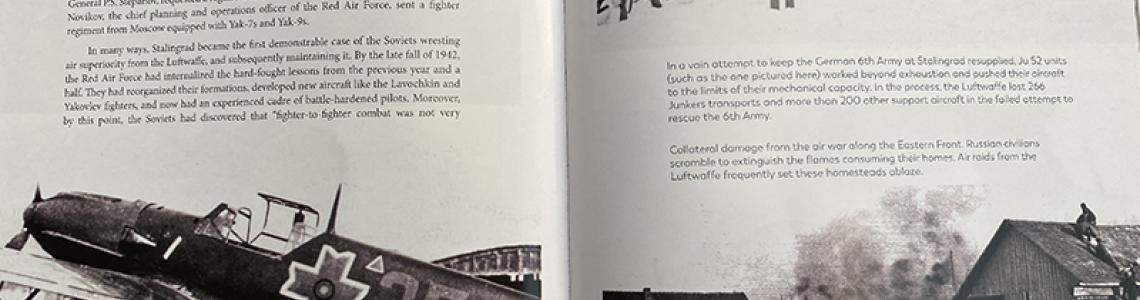 General P.S. Stepanov, requested a
Novikov, the chief planning and operations officer of the Red Air Force, sent a fighter
regiment from Moscow equipped with Yak-7s and Yak-9s.
In many ways, Stalingrad became the first demonstrable case of the Soviets wresting
air superiority from the Luftwaffe, and subsequently maintaining it. By the late fall of 1942,
the Red Air Force had internalized the hard-fought lessons from the previous year and a
half. They had reorganized their formations, developed new aircraft like the Lavochkin and
Yakovlev fighters, and now had an experienced cadre of battle-hardened pilots. Moreover,
by this point, the Soviets had discovered that "fighter-to-fighter combat was not very
In a vain attempt to keep the German 6th Army at Stalingrad resupplied, Ju 52 units
(such as the one pictured here) worked beyond exhaustion and pushed their aircraft
to the limits of their mechanical capacity. In the process, the Luftwaffe lost 266
Junkers transports and more than 200 other support aircraft in the failed attempt to
rescue the 6th Army.
Collateral damage from the air war along the Eastern Front. Russian civilians
scramble to extinguish the flames consuming their homes. Air raids from the
Luftwaffe frequently set these homesteads ablaze.